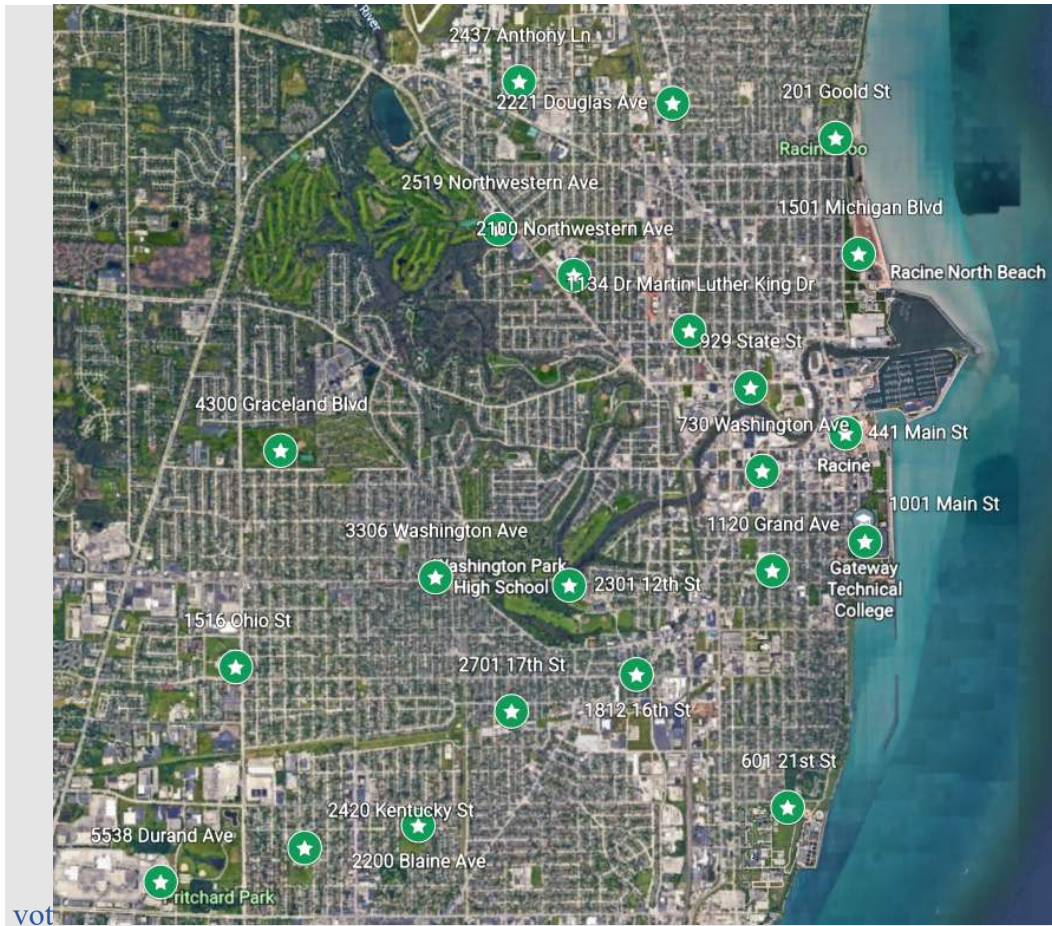 River
2437 Anthony Ln
2221 Douglas Ave
201 Goold St
Racine Zoo
2519 Northwestern Ave
1501 Michigan Blvd
2100 Northwestern Ave
Racine North Beach
1134 Dr Martin Luther King Dr
929 State St
4300 Graceland Blvd
730 Washington Ave
441 Main St
Racine
1001 Main St
3306 Washington Ave
1120 Grand Ave
Washington Park
High School
2301 12th St
Gateway
Technical
College
1516 Ohio St
2701 17th St
1812 16th St
601 21st St
2420 Kentucky St
5538 Durand Ave
2200 Blaine Ave
Pritchard Park
vot